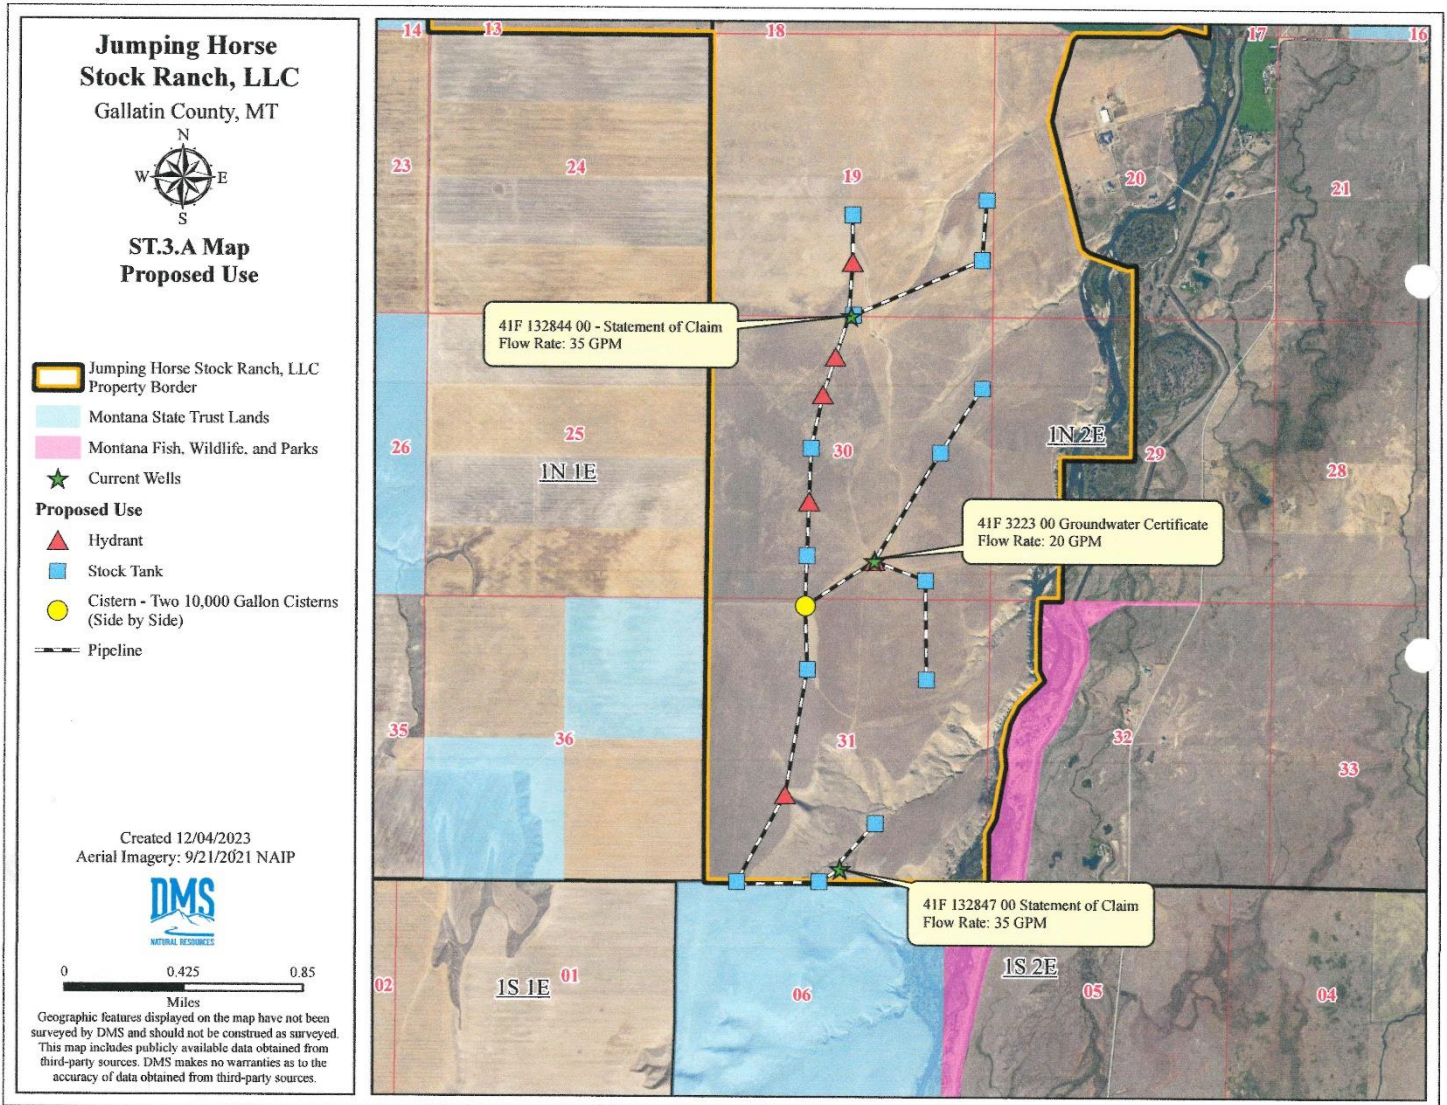 Jumping Horse
Stock Ranch, LLC
Gallatin County, MT
N
W
E
S
ST.3.A Map
Proposed Use
Jumping Horse Stock Ranch, LLC
Property Border
Montana State Trust Lands
Montana Fish, Wildlife, and Parks
Current Wells
Proposed Use
Hydrant
Stock Tank
Cistern - Two 10,000 Gallon Cisterns
(Side by Side)
Pipeline
Created 12/04/2023
Aerial Imagery: 9/21/2021 NAIP
DMS
NATURAL RESOURCES
0 0.425 0.85
Miles
Geographic features displayed on the map have not been
surveyed by DMS and should not be construed as surveyed.
This map includes publicly available data obtained from
third-party sources. DMS makes no warranties as to the
accuracy of data obtained from third-party sources.
14 13 18 17 16
23 24 19 20 21
41F 132844 00 - Statement of Claim
Flow Rate: 35 GPM
26 25 30 29 28
1N 1E
1N 2E
41F 3223 00 Groundwater Certificate
Flow Rate: 20 GPM
35 36 31 32 33
41F 132847 00 Statement of Claim
Flow Rate: 35 GPM
02 01 06 05 04
1S 1E
1S 2E